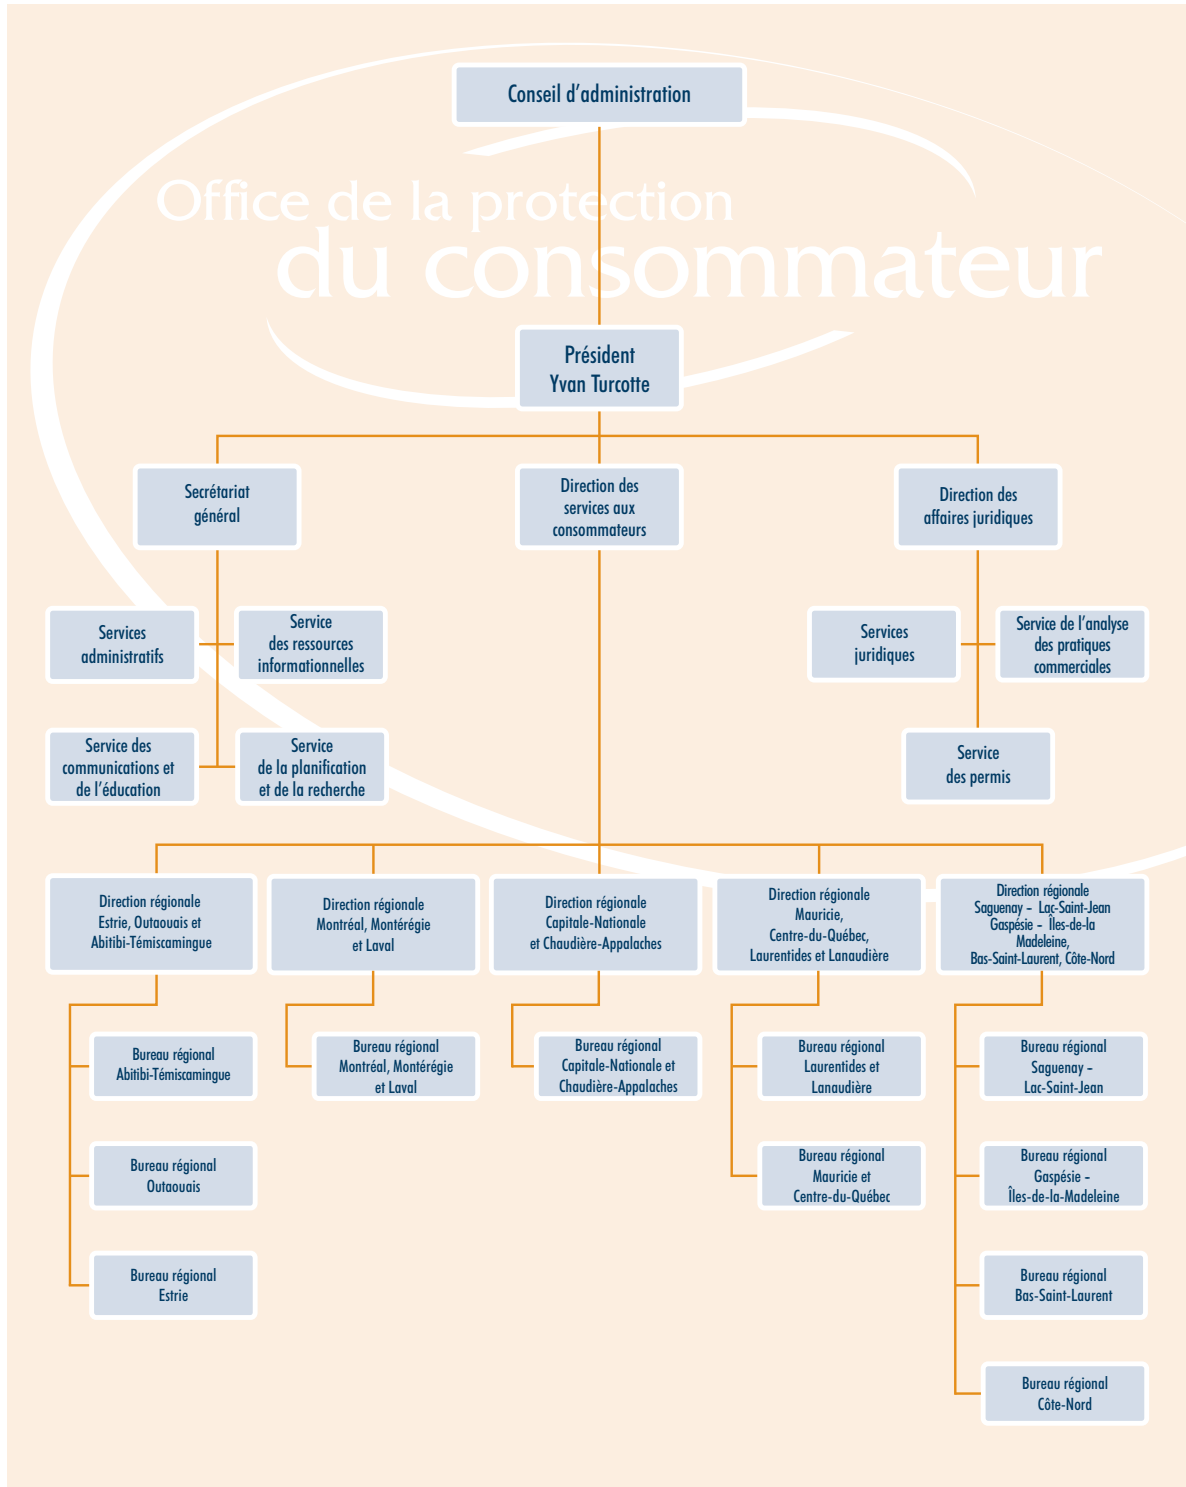 Conseil d'administration
Office de la protection
du consommateur
Président
Yvan Turcotte
Secrétariat
général
Direction des
services aux
consommateurs
Direction des
affaires juridiques
Services
administratifs
Service
des ressources
informationnelles
Services
juridiques
Service de l'analyse
des pratiques
commerciales
Service des
communications et
de l'éducation
Service
de la planification
et de la recherche
Service
des permis
Direction régionale
Estrie, Outaouais et
Abitibi-Témiscamingue
Direction régionale
Montréal, Montérégie
et Laval
Direction régionale
Capitale-Nationale
et Chaudière-Appalaches
Direction régionale
Mauricie,
Centre-du-Québec,
Laurentides et Lanaudière
Direction régionale
Saguenay – Lac-Saint-Jean
Gaspésie – Îles-de-la
Madeleine,
Bas-Saint-Laurent, Côte-Nord
Bureau régional
Abitibi-Témiscamingue
Bureau régional
Montréal, Montérégie
et Laval
Bureau régional
Capitale-Nationale et
Chaudière-Appalaches
Bureau régional
Laurentides et
Lanaudière
Bureau régional
Saguenay –
Lac-Saint-Jean
Bureau régional
Outaouais
Bureau régional
Mauricie et
Centre-du-Québec
Bureau régional
Gaspésie –
Îles-de-la-Madeleine
Bureau régional
Estrie
Bureau régional
Bas-Saint-Laurent
Bureau régional
Côte-Nord